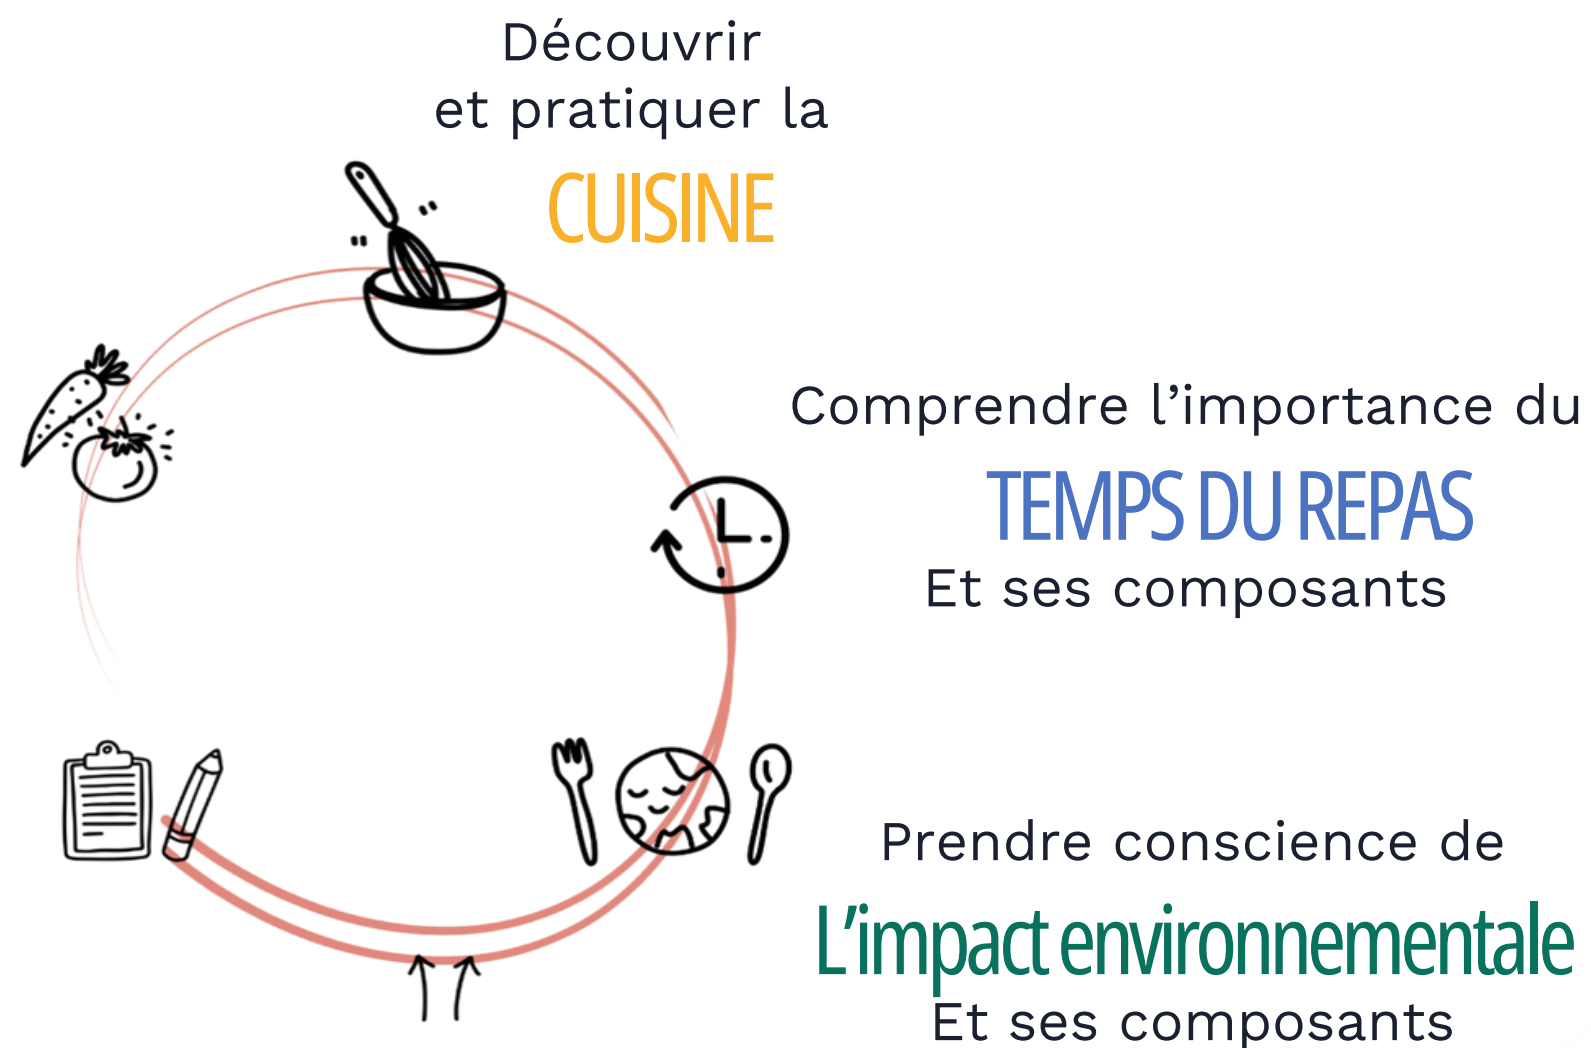 Découvrir
et pratiquer la
CUISINE
Comprendre l’importance du
TEMPS DU REPAS
Et ses composants
Prendre conscience de
L’impact environnementale
Et ses composants